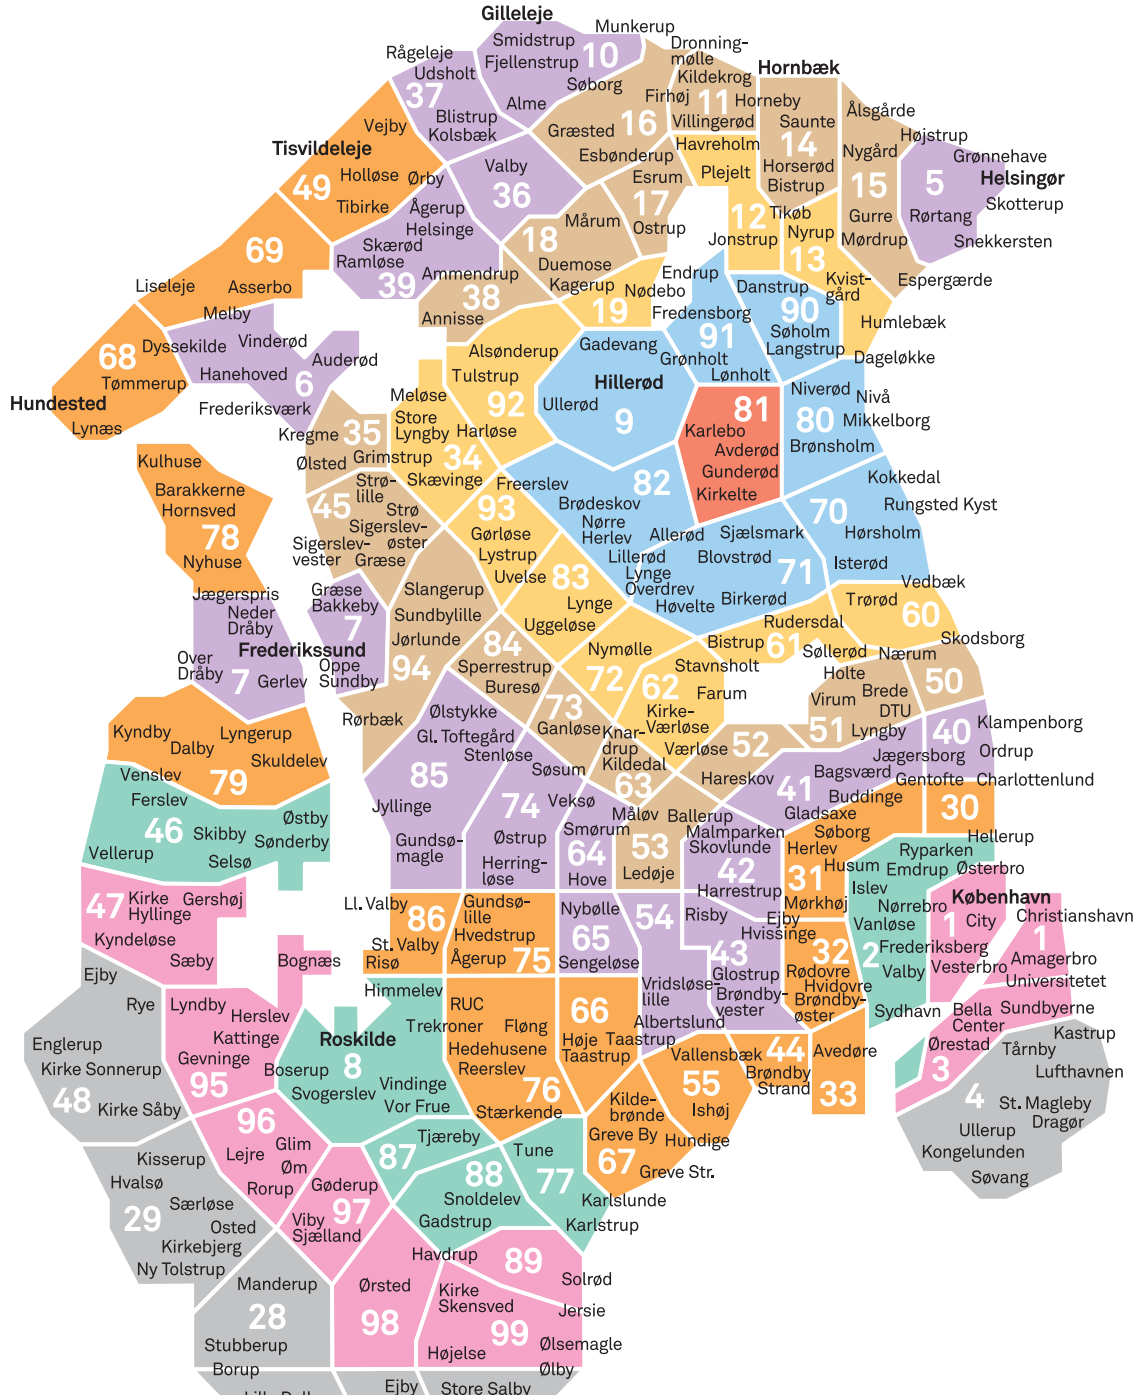 Gilleleje
Munkerup
Smidstrup
Fjellenstrup
10
Søborg
Alme
Rågeleje
Udsholt
37
Blistrup
Kolsbæk
Dronning-
mølle
Kildekrog
Firhøj
11
Villingerød
Hornbæk
Horneby
Saunte
14
Horserød
Bistrup
Ålsgårde
Højstrup
Nygård
15
Gurre
Mørdrup
Espergærde
Grønnehave
5
Helsingør
Skotterup
Rørtang
Snekkersten
Vejby
Tisvildeleje
Holløse
49
Tibirke
Græsted
16
Esbønderup
Havreholm
Plejelt
12
Jonstrup
Tikøb
Nyrup
13
Kvist-
gård
Humlebæk
Dageløkke
Valby
36
Ørby
Ågerup
Helsinge
Skærød
Ramløse
39
Esrum
17
Ostrup
Mårum
18
Duemose
Kagerup
Ammendrup
38
Annisse
Nødebo
19
69
Liseleje
Asserbo
Melby
68
Tømmerup
Hundested
Lynæs
Dyssekilde
Vinderød
Auderød
Hanehoved
6
Frederiksværk
Endrup
Fredensborg
91
Grønholt
Lønholt
Danstrup
90
Søholm
Langstrup
Alsønderup
Tulstrup
92
Harløse
Gadevang
Hillerød
Ullerød
9
81
Karlebo
Avderød
Gunderød
Kirkelte
Niverød
Nivå
80
Mikkelborg
Brønsholm
Kregme
35
Ølsted
Grimstrup
Meløse
Store
Lyngby
34
Skævinge
Kulhuse
Barakkerne
Hornsved
78
Nyhuse
Jægerspris
Strø-
lille
45
Strø
Sigerslev-
øster
Sigerslev-
vester
Græse
Freerslev
93
Gørløse
Lystrup
Uvelse
82
Brødeskov
Nørre
Herlev
Allerød
Lillerød
Lynge
Overdrev
Høvelte
Sjælsmark
Blovstrød
71
Birkerød
Kokkedal
Rungsted Kyst
70
Hørsholm
Isterød
Vedbæk
Trørød
60
Skodsborg
83
Lynge
Uggeløse
Græse
Bakkeby
7
Oppe
Sundby
Neder
Dråby
Frederikssund
Over
Dråby
7
Gerlev
Slangerup
Sundbylille
Jørlunde
94
Rørbæk
84
Sperrestrup
Buresø
Nymølle
72
Rudersdal
Bistrup
61
Søllerød
Nærum
Stavnsholt
62
Farum
Kirke-
Værløse
Værløse
Holte
Virum
51
Brede
DTU
Lyngby
50
Kyndby
Lyngerup
Dalby
Skuldelev
79
Ølstykke
Gl. Toftegård
Stenløse
85
Jyllinge
Gundsø-
magle
73
Ganløse
Knar-
drup
Kildedal
63
Måløv
52
Hareskov
40
Klampenborg
Ordrup
Jægersborg
Gentofte
Charlottenlund
Bagsværd
41
Buddinge
Gladsaxe
30
Hellerup
Venslev
Ferslev
46
Skibby
Østby
Sønderby
Vellerup
Selsø
Søsum
74
Veksø
Østrup
Herring-
løse
Smørum
64
Hove
Ballerup
53
Ledøje
Malmparken
Skovlunde
42
Harrestrup
Søborg
Herlev
31
Mørkhøj
Husum
Ryparken
Emdrup
Østerbro
Islev
Nørrebro
Vanløse
Frederiksberg
2
Valby
Sydhavn
København
1
City
Vesterbro
Christianshavn
1
Amagerbro
Universitetet
47
Kirke
Hyllinge
Gershøj
Kyndeløse
Sæby
Bognæs
Ll. Valby
86
St. Valby
Risø
Gundsø-
lille
Hvedstrup
Ågerup
75
Nybølle
65
Sengeløse
54
Vridsløse-
lille
Albertslund
Risby
43
Glostrup
Brøndby-
vester
Ejby
Hvissinge
32
Rødovre
Hvidovre
Brøndby-
øster
Ejby
Rye
Englerup
Kirke Sonnerup
48
Kirke Såby
Lyndby
Herslev
Kattinge
Gevninge
95
Himmelev
Trekroner
Roskilde
8
Boserup
Svogerslev
Vindinge
Vor Frue
RUC
Fløng
Hedehusene
Reerslev
76
Stærkende
66
Høje
Taastrup
Taastrup
Vallensbæk
55
Ishøj
Hundige
44
Brøndby
Strand
Avedøre
33
Bella
Center
Sundbyerne
Ørestad
3
Kastrup
Tårnby
Lufthavnen
4
St. Magleby
Dragør
Ullerup
Kongelunden
Søvang
Kilde-
brønde
Greve By
67
Greve Str.
96
Glim
Lejre
Øm
Rorup
Kisserup
Hvalsø
Særløse
29
Osted
Kirkebjerg
Ny Tolstrup
Tjæreby
87
88
Snoldelev
Gadstrup
Tune
77
Karlslunde
Karlstrup
Gøderup
97
Viby
Sjælland
Havdrup
89
Solrød
Jersie
Manderup
28
Stubberup
Borup
Ørsted
98
Kirke
Skensved
99
Højelse
Ølsemagle
Ølby
Ejby
Store Salby